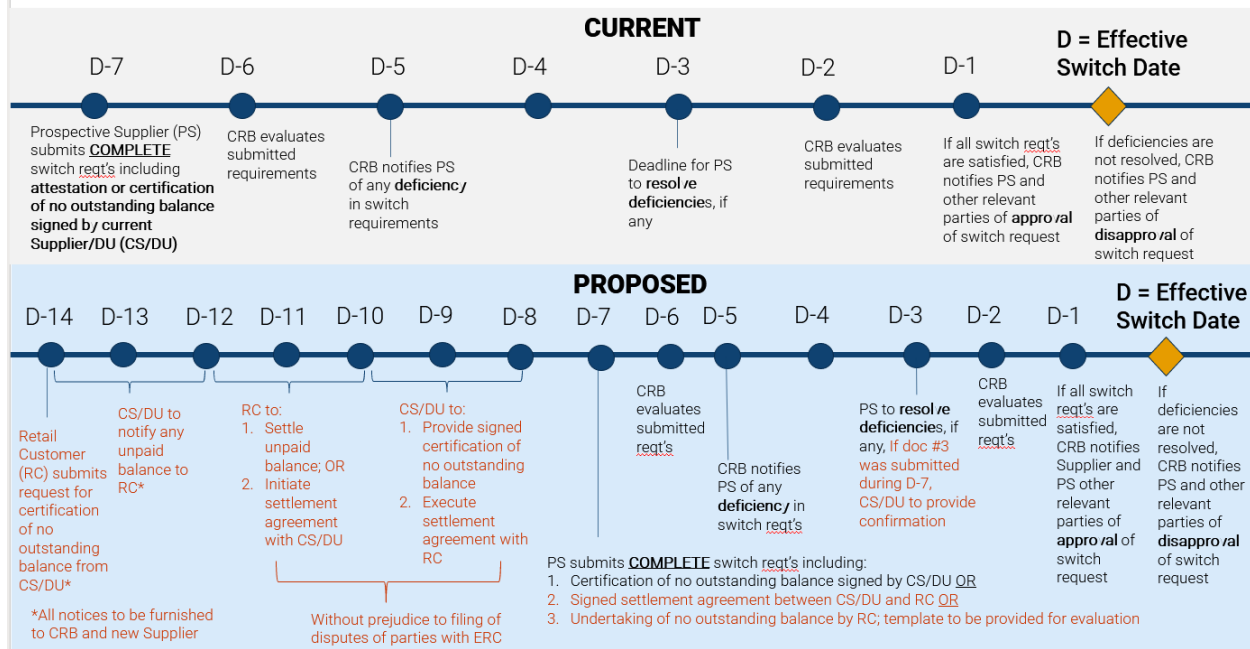 CURRENT
D = Effective
Switch Date
D-7
D-6
D-5
D-4
D-3
D-2
D-1
Prospective Supplier (PS)
submits COMPLETE
switch reqt's including
attestation or certification
of no outstanding balance
signed by current
Supplier/DU (CS/DU)
CRB evaluates
submitted
requirements
CRB notifies PS
of any deficiency
in switch
requirements
Deadline for PS
to resolve
deficiencies, if
any
CRB evaluates
submitted
requirements
If all switch reqt's
are satisfied, CRB
notifies PS and
other relevant
parties of approval
of switch request
If deficiencies are
not resolved, CRB
notifies PS and
other relevant
parties of
disapproval of
switch request
PROPOSED
D = Effective
Switch Date
D-14
D-13
D-12
D-11
D-10
D-9
D-8
D-7
D-6
D-5
D-4
D-3
D-2
D-1
Retail
Customer
(RC) submits
request for
certification
of no
outstanding
balance from
CS/DU*
CS/DU to
notify any
unpaid
balance to
RC*
RC to:
1. Settle
unpaid
balance; OR
2. Initiate
settlement
agreement
with CS/DU
CS/DU to:
1. Provide signed
certification of
no outstanding
balance
2. Execute
settlement
agreement with
RC
CRB
evaluates
submitted
reqt's
CRB notifies
PS of any
deficiency in
switch reqt's
PS to resolve
deficiencies, if
any, If doc #3
was submitted
during D-7,
CS/DU to provide
confirmation
CRB
evaluates
submitted
reqt's
If all switch
reqt's are
satisfied,
CRB notifies
Supplier and
PS other
relevant
parties of
approval of
switch
request
If
deficiencies
are not
resolved,
CRB notifies
PS and other
relevant
parties of
disapproval
of switch
request
*All notices to be furnished
to CRB and new Supplier
Without prejudice to filing of
disputes of parties with ERC
PS submits COMPLETE switch reqt's including:
1. Certification of no outstanding balance signed by CS/DU OR
2. Signed settlement agreement between CS/DU and RC OR
3. Undertaking of no outstanding balance by RC; template to be provided for evaluation